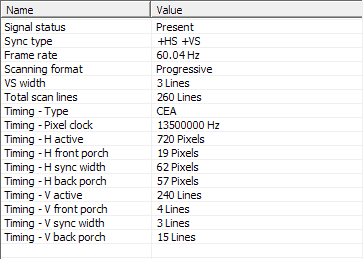 Name Value
Signal status Present
Sync type +HS +VS
Frame rate 60.04 Hz
Scanning format Progressive
VS width 3 Lines
Total scan lines 260 Lines
Timing - Type CEA
Timing - Pixel clock 13500000 Hz
Timing - H active 720 Pixels
Timing - H front porch 19 Pixels
Timing - H sync width 62 Pixels
Timing - H back porch 57 Pixels
Timing - V active 240 Lines
Timing - V front porch 4 Lines
Timing - V sync width 3 Lines
Timing - V back porch 15 Lines